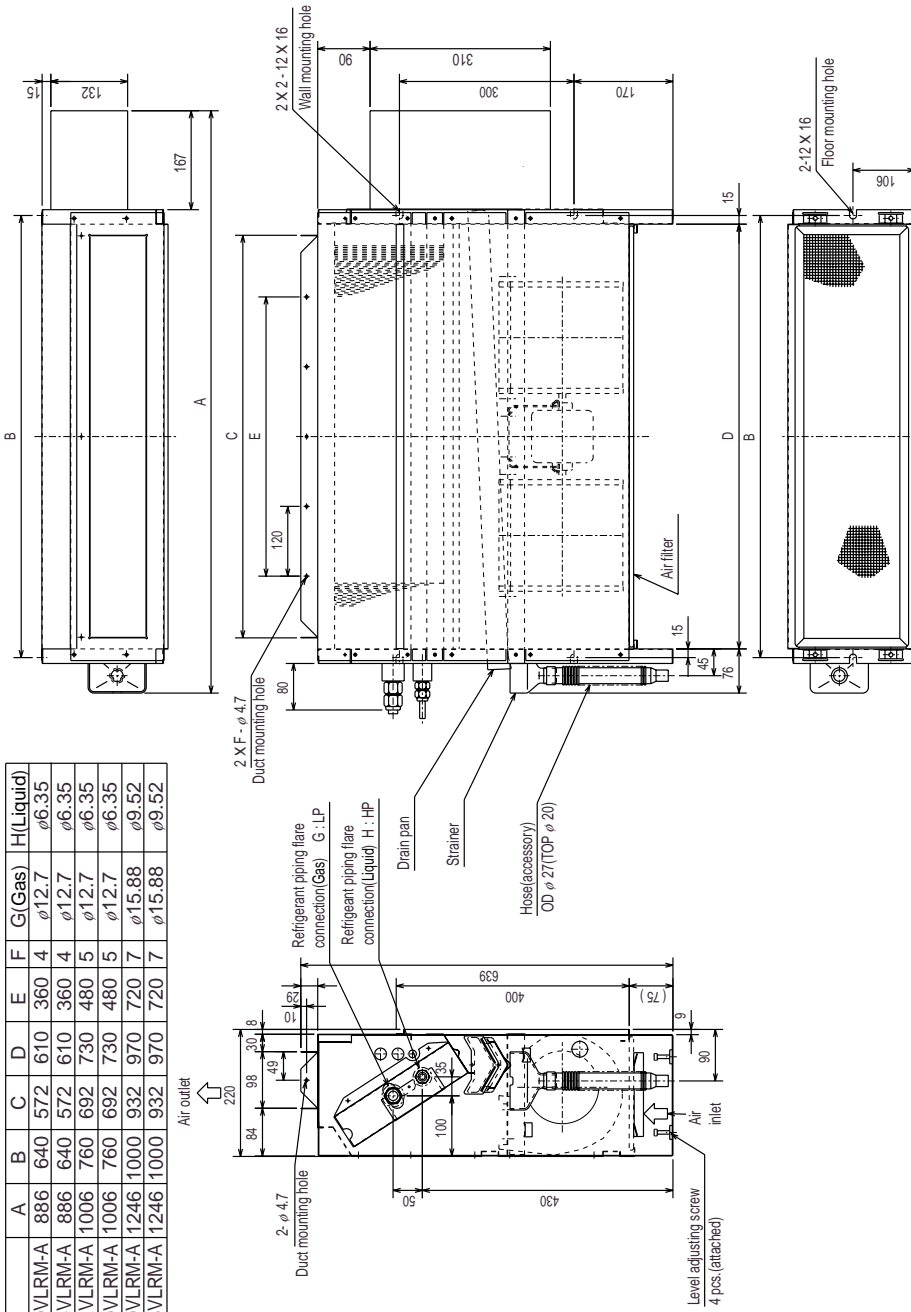 A B C D E F G(Gas) H(Liquid)
VLRM-A 886 640 572 610 360 4 φ12.7 φ6.35
VLRM-A 886 640 572 610 360 4 φ12.7 φ6.35
VLRM-A 1006 760 692 730 480 5 φ12.7 φ6.35
VLRM-A 1006 760 692 730 480 5 φ12.7 φ6.35
VLRM-A 1246 1000 932 970 720 7 φ15.88 φ9.52
VLRM-A 1246 1000 932 970 720 7 φ15.88 φ9.52
B
A
15
132
167
C
E
120
2 X F - φ 4.7
Duct mounting hole
80
90
310
300
170
2 X 2 - 12 X 16
Wall mounting hole
15
D
B
Air filter
15
45
76
Drain pan
Strainer
Hose(accessory)
OD φ 27(TOP φ 20)
2-12 X 16
Floor mounting hole
106
Air outlet
220
84
98
30
8
49
10
29
2- φ 4.7
Duct mounting hole
Refrigerant piping flare
connection(Gas) G : LP
Refrigeant piping flare
connection(Liquid) H : HP
639
400
(75)
50
430
35
100
9
90
Air
inlet
Level adjusting screw
4 pcs.(attached)